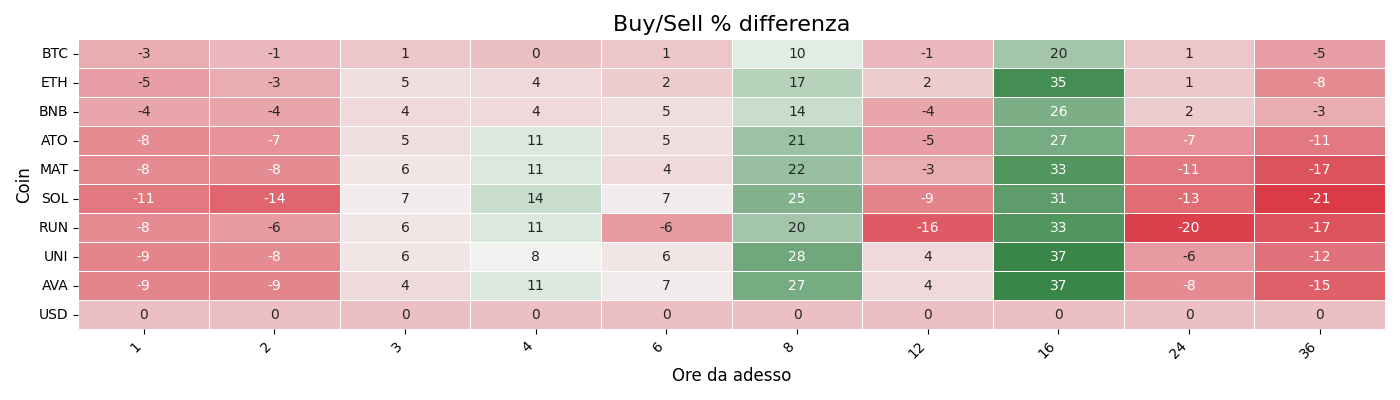 Buy/Sell % differenza
Coin
BTC -3 -1 1 0 1 10 -1 20 1 -5
ETH -5 -3 5 4 2 17 2 35 1 -8
BNB -4 -4 4 4 5 14 -4 26 2 -3
ATO -8 -7 5 11 5 21 -5 27 -7 -11
MAT -8 -8 6 11 4 22 -3 33 -11 -17
SOL -11 -14 7 14 7 25 -9 31 -13 -21
RUN -8 -6 6 11 -6 20 -16 33 -20 -17
UNI -9 -8 6 8 6 28 4 37 -6 -12
AVA -9 -9 4 11 7 27 4 37 -8 -15
USD 0 0 0 0 0 0 0 0 0 0
1 2 3 4 6 8 12 16 24 36
Ore da adesso